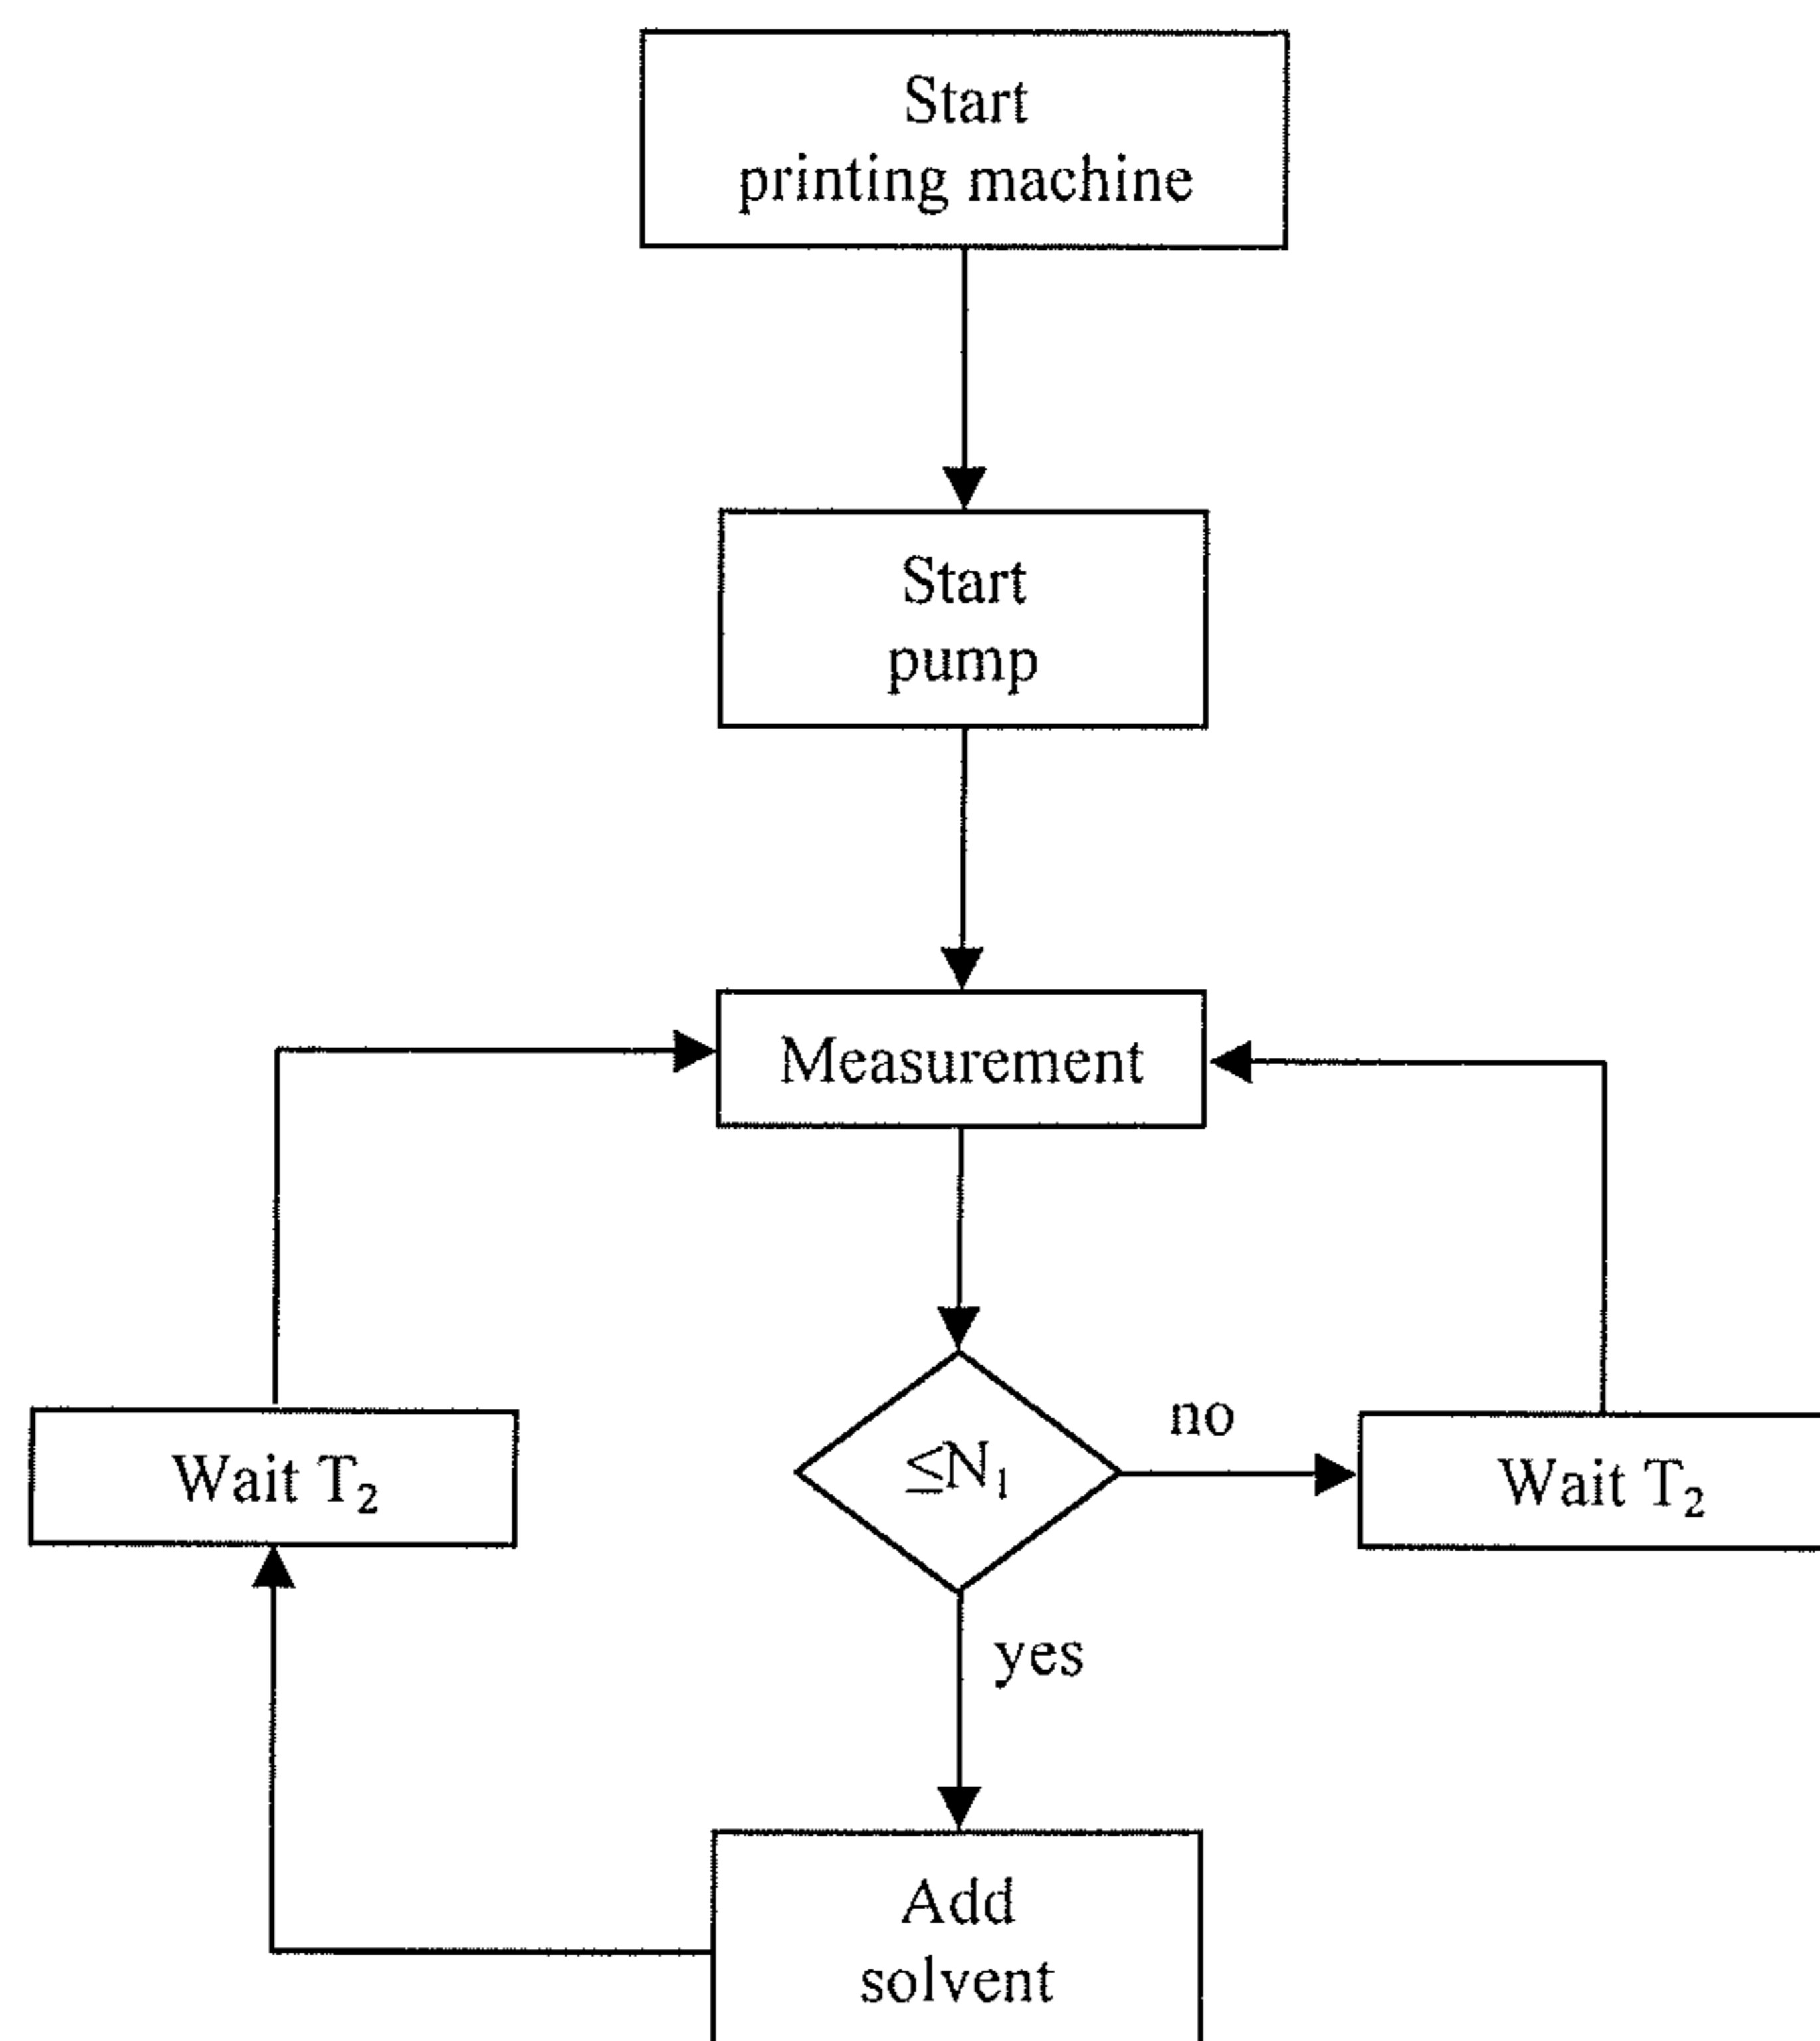 Start
printing machine
Start
pump
Measurement
Wait T₂
≤N₁
no
Wait T₂
yes
Add
solvent